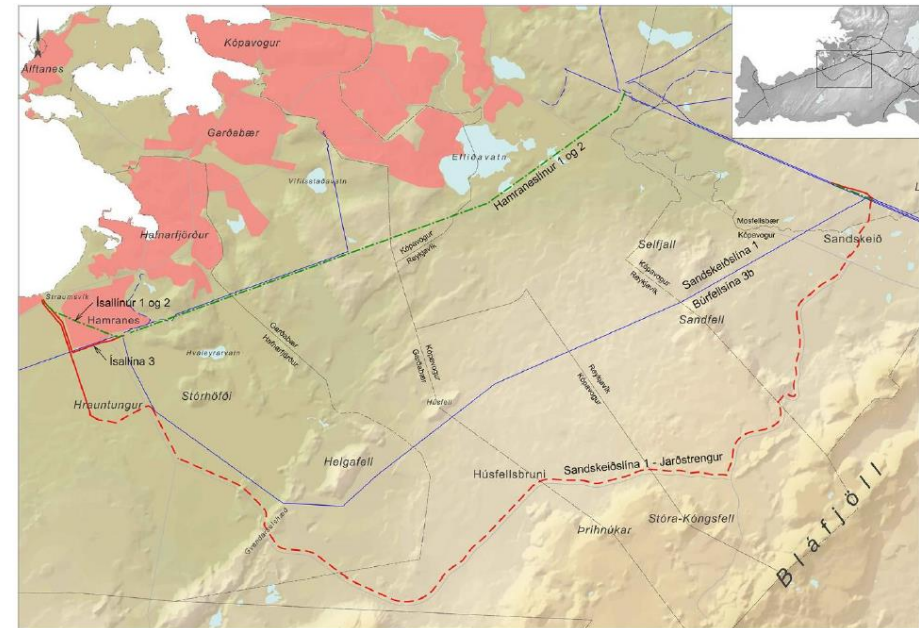 Álftanes
Kópavogur
Garðabær
Elliðavatn
Vífilsstaðavatn
Hamraneslínur 1 og 2
Hafnarfjörður
Kópavogur
Reykjavík
Mosfellsbær
Kópavogur
Sandskeið
Selfjall
Kópavogur
Reykjavík
Sandskeiðslína 1
Búrfellslína 3b
Sandfell
Straumsvík
Ísallínur 1 og 2
Hamranes
Ísallína 3
Hvaleyrarvatn
Garðabær
Hafnarfjörður
Kópavogur
Garðabær
Reykjavík
Kópavogur
Hrauntungur
Stórhöfði
Húsfell
Helgafell
Húsfellsbruni
Sandskeiðslína 1 - Jarðstrengur
Stóra-Kóngsfell
Þríhnúkar
Bláfjöll